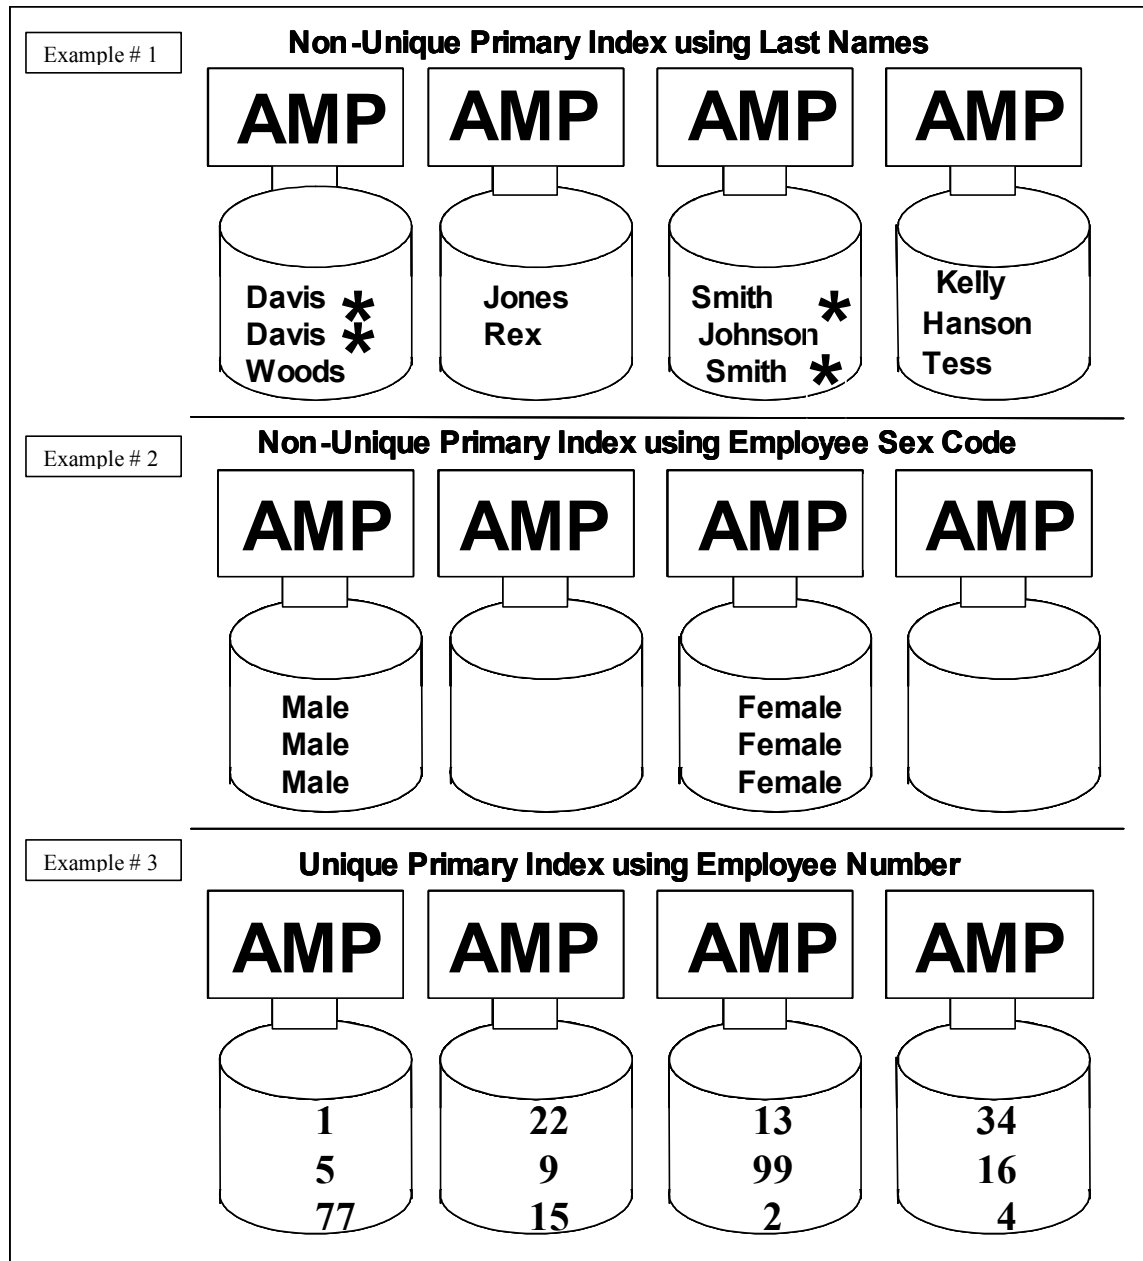 Example # 1
Non-Unique Primary Index using Last Names
AMP AMP AMP AMP
Davis * Jones Smith * Kelly
Davis * Rex Johnson Hanson
Woods Smith * Tess
Example # 2
Non-Unique Primary Index using Employee Sex Code
AMP AMP AMP AMP
Male Female
Male Female
Male Female
Example # 3
Unique Primary Index using Employee Number
AMP AMP AMP AMP
1 22 13 34
5 9 99 16
77 15 2 4